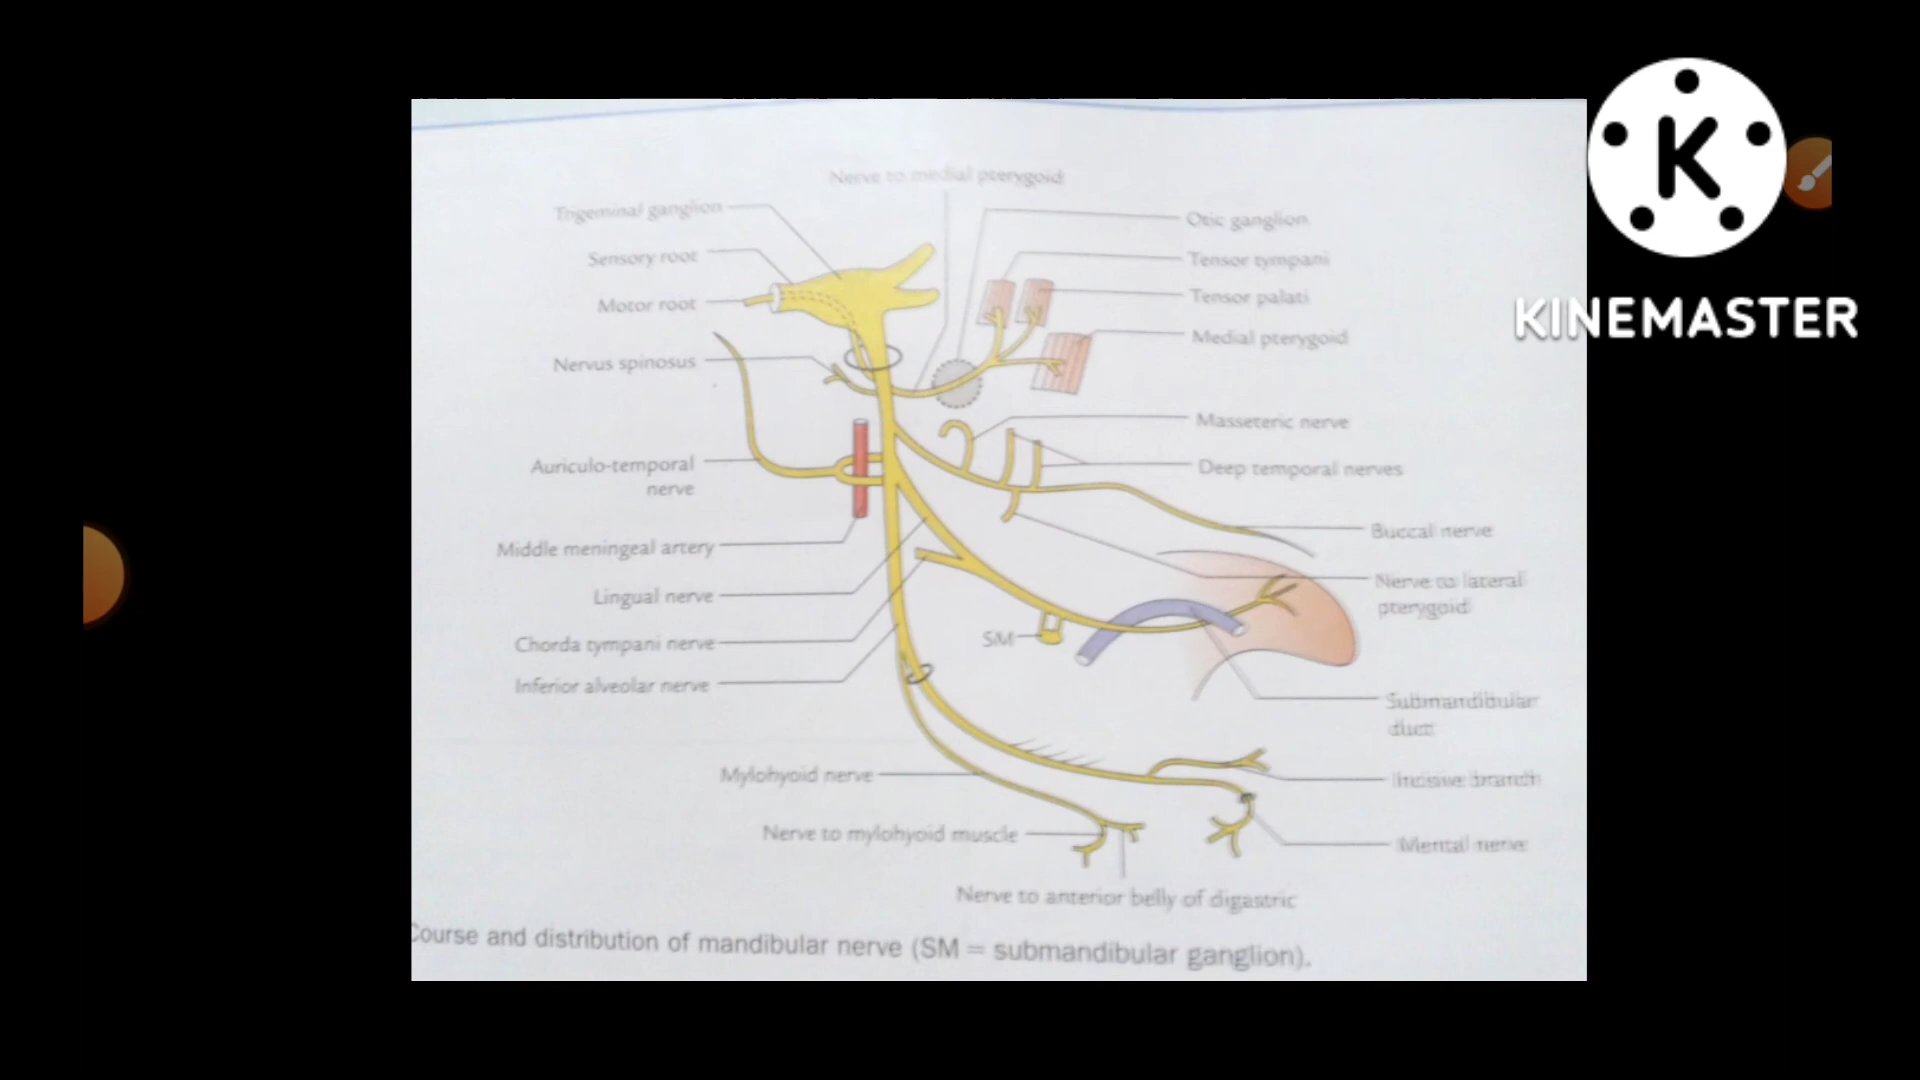 Nerve to medial pterygoid
Trigeminal ganglion
Otic ganglion
Sensory root
Tensor tympani
Motor root
Tensor palati
Medial pterygoid
Nervus spinosus
Masseteric nerve
Auriculo-temporal
nerve
Deep temporal nerves
Buccal nerve
Middle meningeal artery
Nerve to lateral
pterygoid
Lingual nerve
Chorda tympani nerve
SM
Inferior alveolar nerve
Submandibular
duct
Mylohyoid nerve
Incisive branch
Nerve to mylohyoid muscle
Mental nerve
Nerve to anterior belly of digastric
Course and distribution of mandibular nerve (SM = submandibular ganglion).
K
KINEMASTER